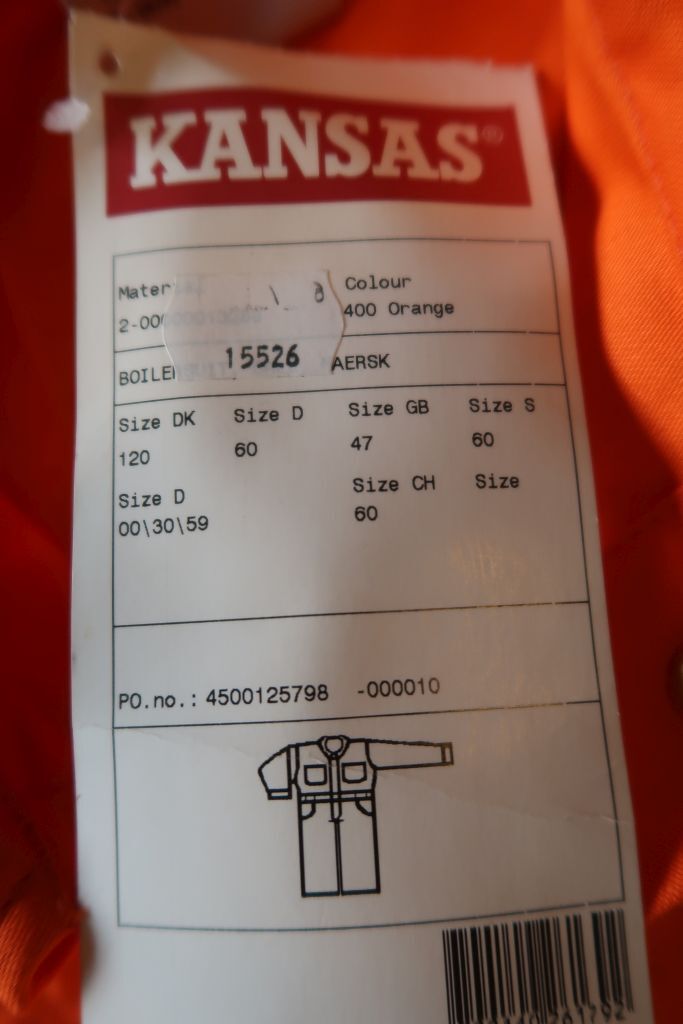 KANSAS®
Colour
400 Orange
15526
AERSK
Size DK Size D Size GB Size S
120 60 47 60
Size D Size CH Size
00\30\59 60
PO.no.: 4500125798 -000010